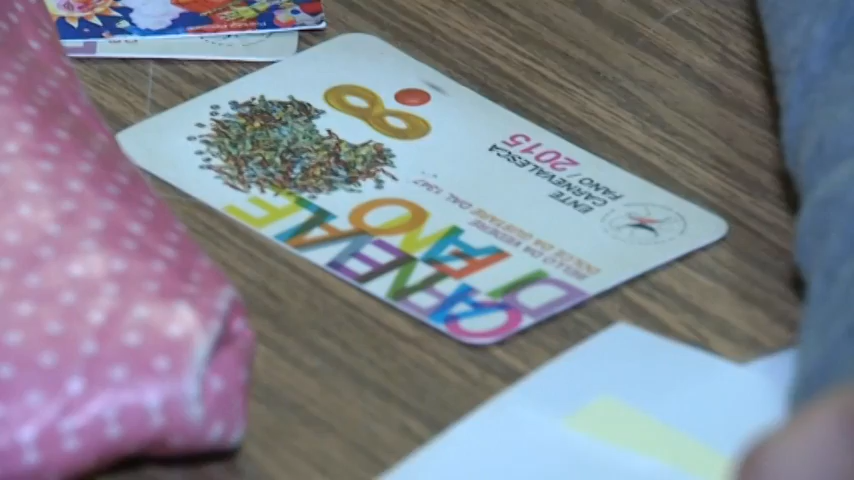 CARNEVALE
DI FANO
BELLO DA VEDERE
DOLCE DA GUSTARE DAL 1347
ENTE
CARNEVALESCA
FANO / 2015